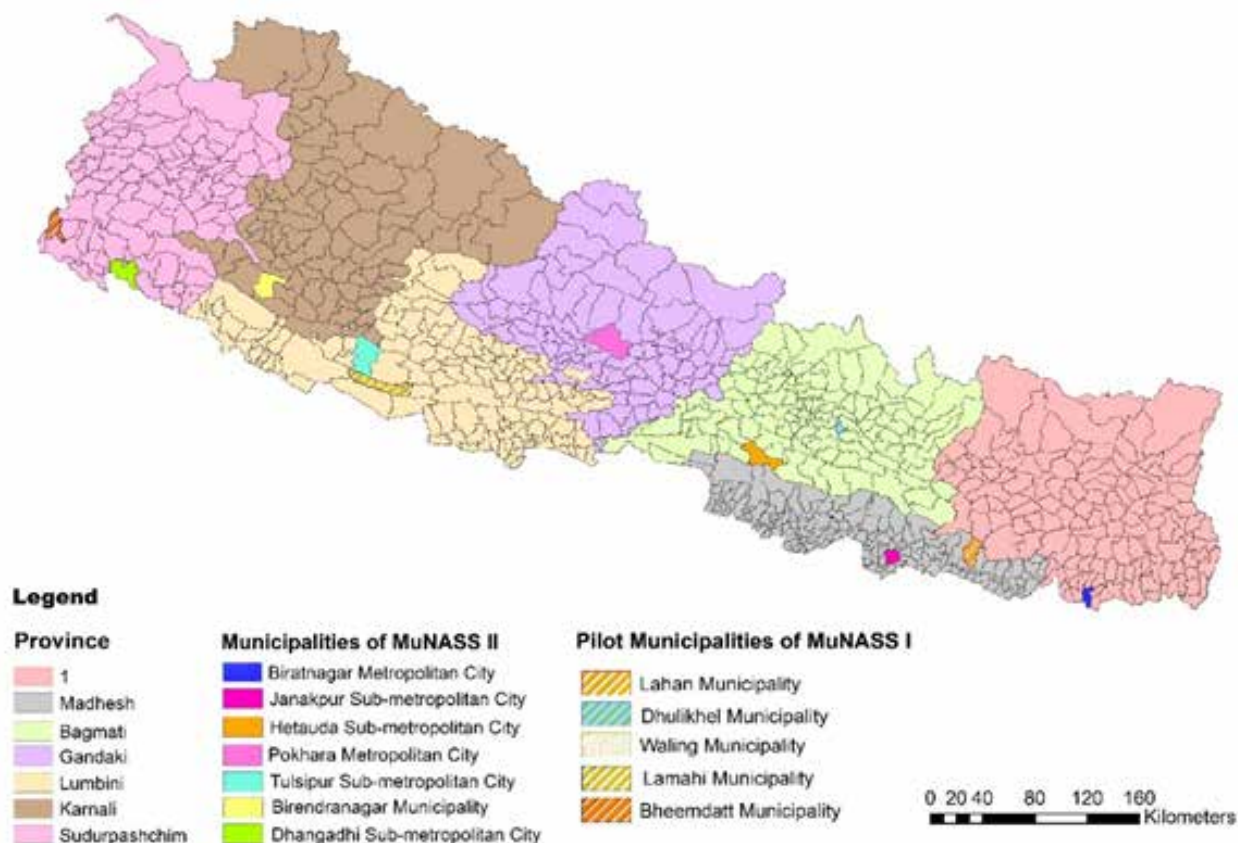 Legend
Province
1
Madhesh
Bagmati
Gandaki
Lumbini
Karnali
Sudurpashchim
Municipalities of MuNASS II
Biratnagar Metropolitan City
Janakpur Sub-metropolitan City
Hetauda Sub-metropolitan City
Pokhara Metropolitan City
Tulsipur Sub-metropolitan City
Birendranagar Municipality
Dhangadhi Sub-metropolitan City
Pilot Municipalities of MuNASS I
Lahan Municipality
Dhulikhel Municipality
Waling Municipality
Lamahi Municipality
Bheemdatt Municipality
0 20 40 80 120 160
Kilometers